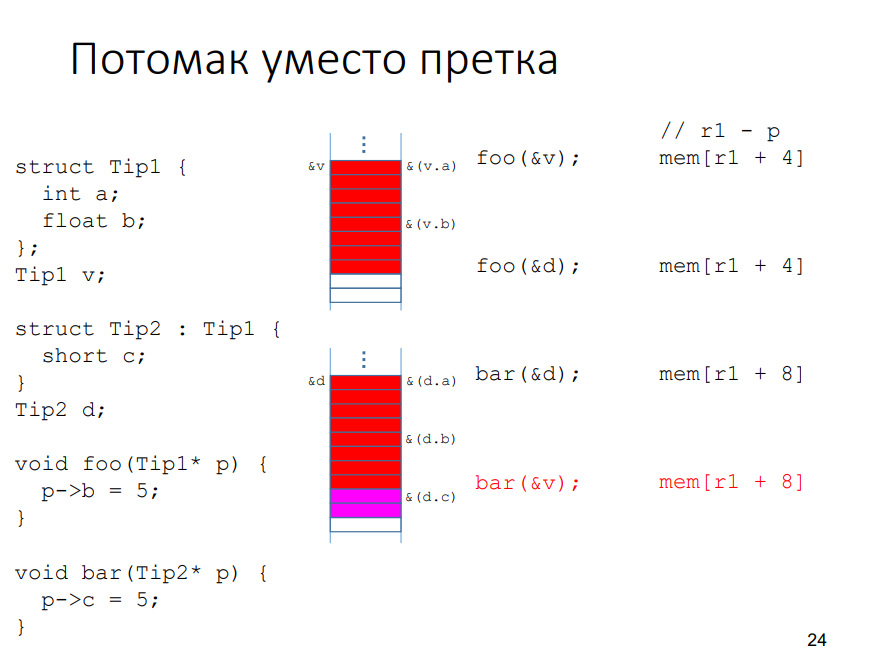 Потомак уместо претка
struct Tip1 {
int a;
float b;
};
Tip1 v;
struct Tip2 : Tip1 {
short c;
}
Tip2 d;
void foo(Tip1* p) {
p->b = 5;
}
void bar(Tip2* p) {
p->c = 5;
}
&v
&(v.a)
&(v.b)
&d
&(d.a)
&(d.b)
&(d.c)
// r1 - p
foo(&v); mem[r1 + 4]
foo(&d); mem[r1 + 4]
bar(&d); mem[r1 + 8]
bar(&v); mem[r1 + 8]
24